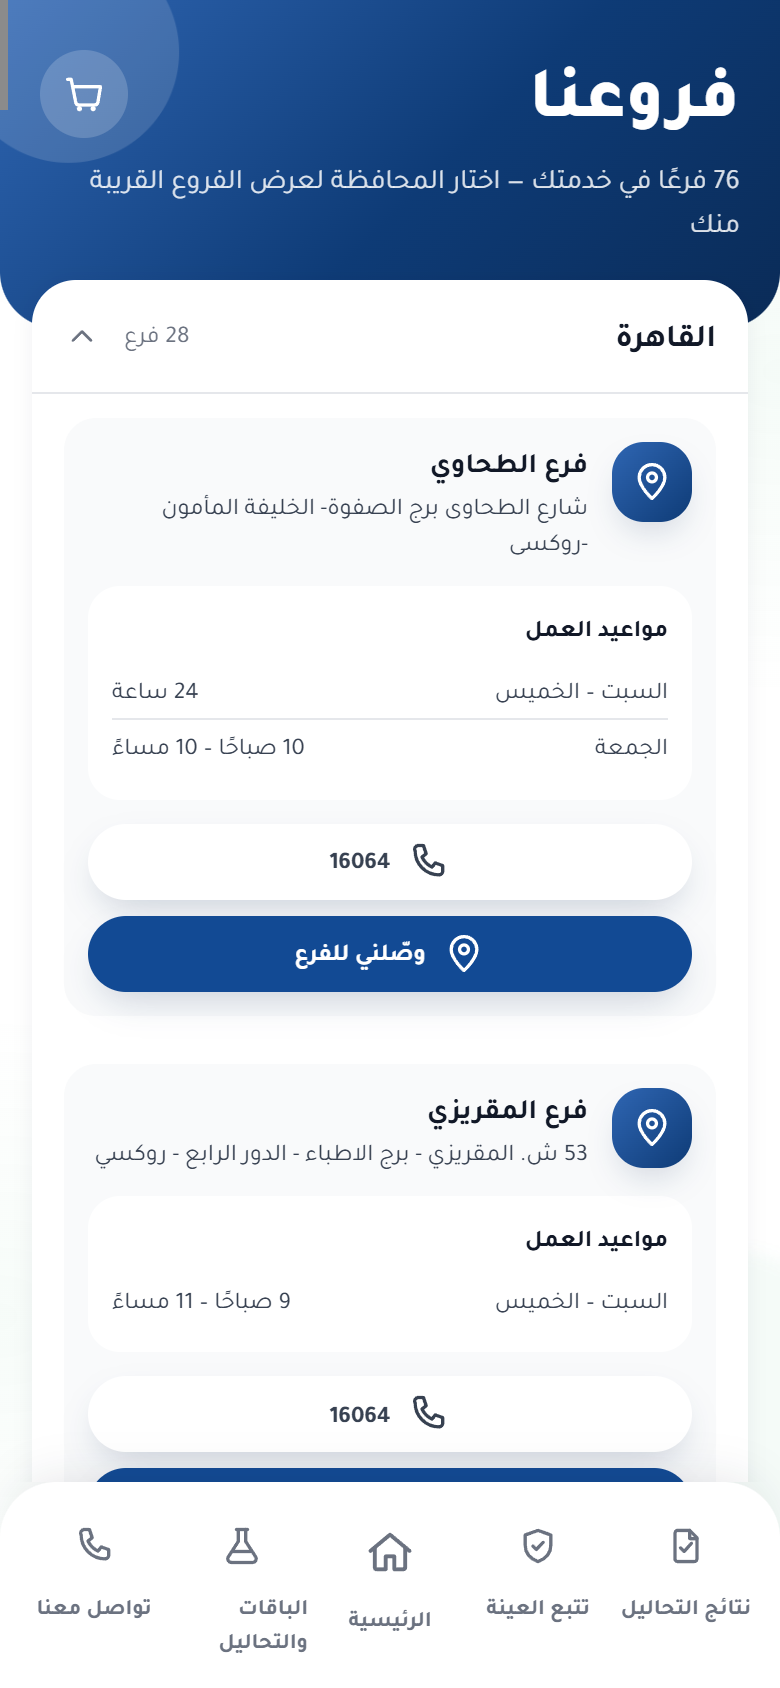 فروعنا
76 فرعًا في خدمتك – اختار المحافظة لعرض الفروع القريبة
منك
القاهرة
28 فرع
فرع الطحاوي
شارع الطحاوى برج الصفوة- الخليفة المأمون
-روكسى
مواعيد العمل
السبت - الخميس
24 ساعة
الجمعة
10 صباحًا - 10 مساءً
16064
وصّلني للفرع
فرع المقريزي
53 ش. المقريزي - برج الاطباء - الدور الرابع - روكسي
مواعيد العمل
السبت - الخميس
9 صباحًا - 11 مساءً
16064
نتائج التحاليل
تتبع العينة
الرئيسية
الباقات
والتحاليل
تواصل معنا